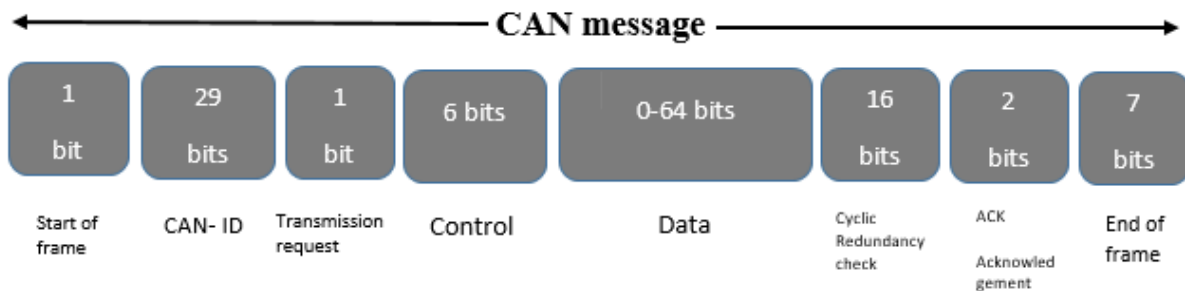 CAN message
1
bit
29
bits
1
bit
6 bits
0-64 bits
16
bits
2
bits
7
bits
Start of
frame
CAN- ID
Transmission
request
Control
Data
Cyclic
Redundancy
check
ACK
Acknowled
gement
End of
frame